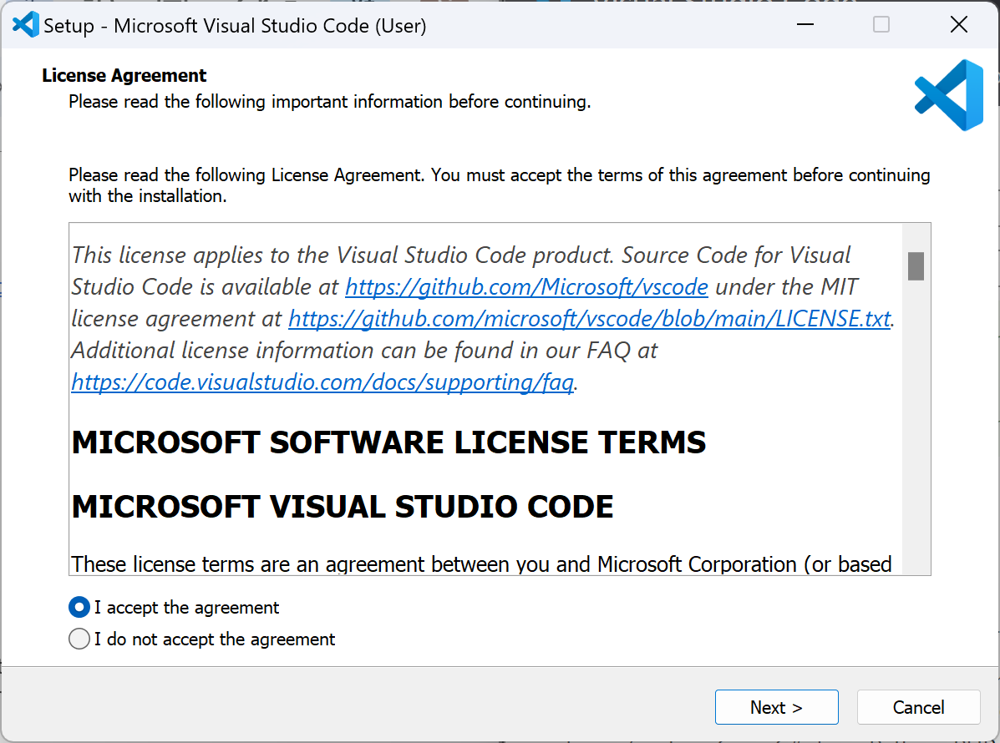 Setup - Microsoft Visual Studio Code (User)
License Agreement
Please read the following important information before continuing.
Please read the following License Agreement. You must accept the terms of this agreement before continuing
with the installation.
This license applies to the Visual Studio Code product. Source Code for Visual
Studio Code is available at https://github.com/Microsoft/vscode under the MIT
license agreement at https://github.com/microsoft/vscode/blob/main/LICENSE.txt.
Additional license information can be found in our FAQ at
https://code.visualstudio.com/docs/supporting/faq.
MICROSOFT SOFTWARE LICENSE TERMS
MICROSOFT VISUAL STUDIO CODE
These license terms are an agreement between you and Microsoft Corporation (or based
I accept the agreement
I do not accept the agreement
Next >
Cancel